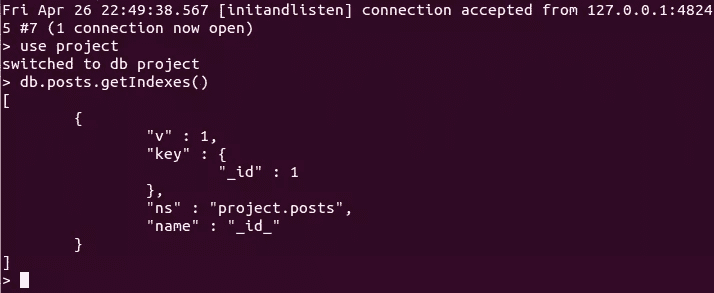 Fri Apr 26 22:49:38.567 [initandlisten] connection accepted from 127.0.0.1:4824
5 #7 (1 connection now open)
> use project
switched to db project
> db.posts.getIndexes()
[
        {
                "v" : 1,
                "key" : {
                        "_id" : 1
                },
                "ns" : "project.posts",
                "name" : "_id_"
        }
]
>